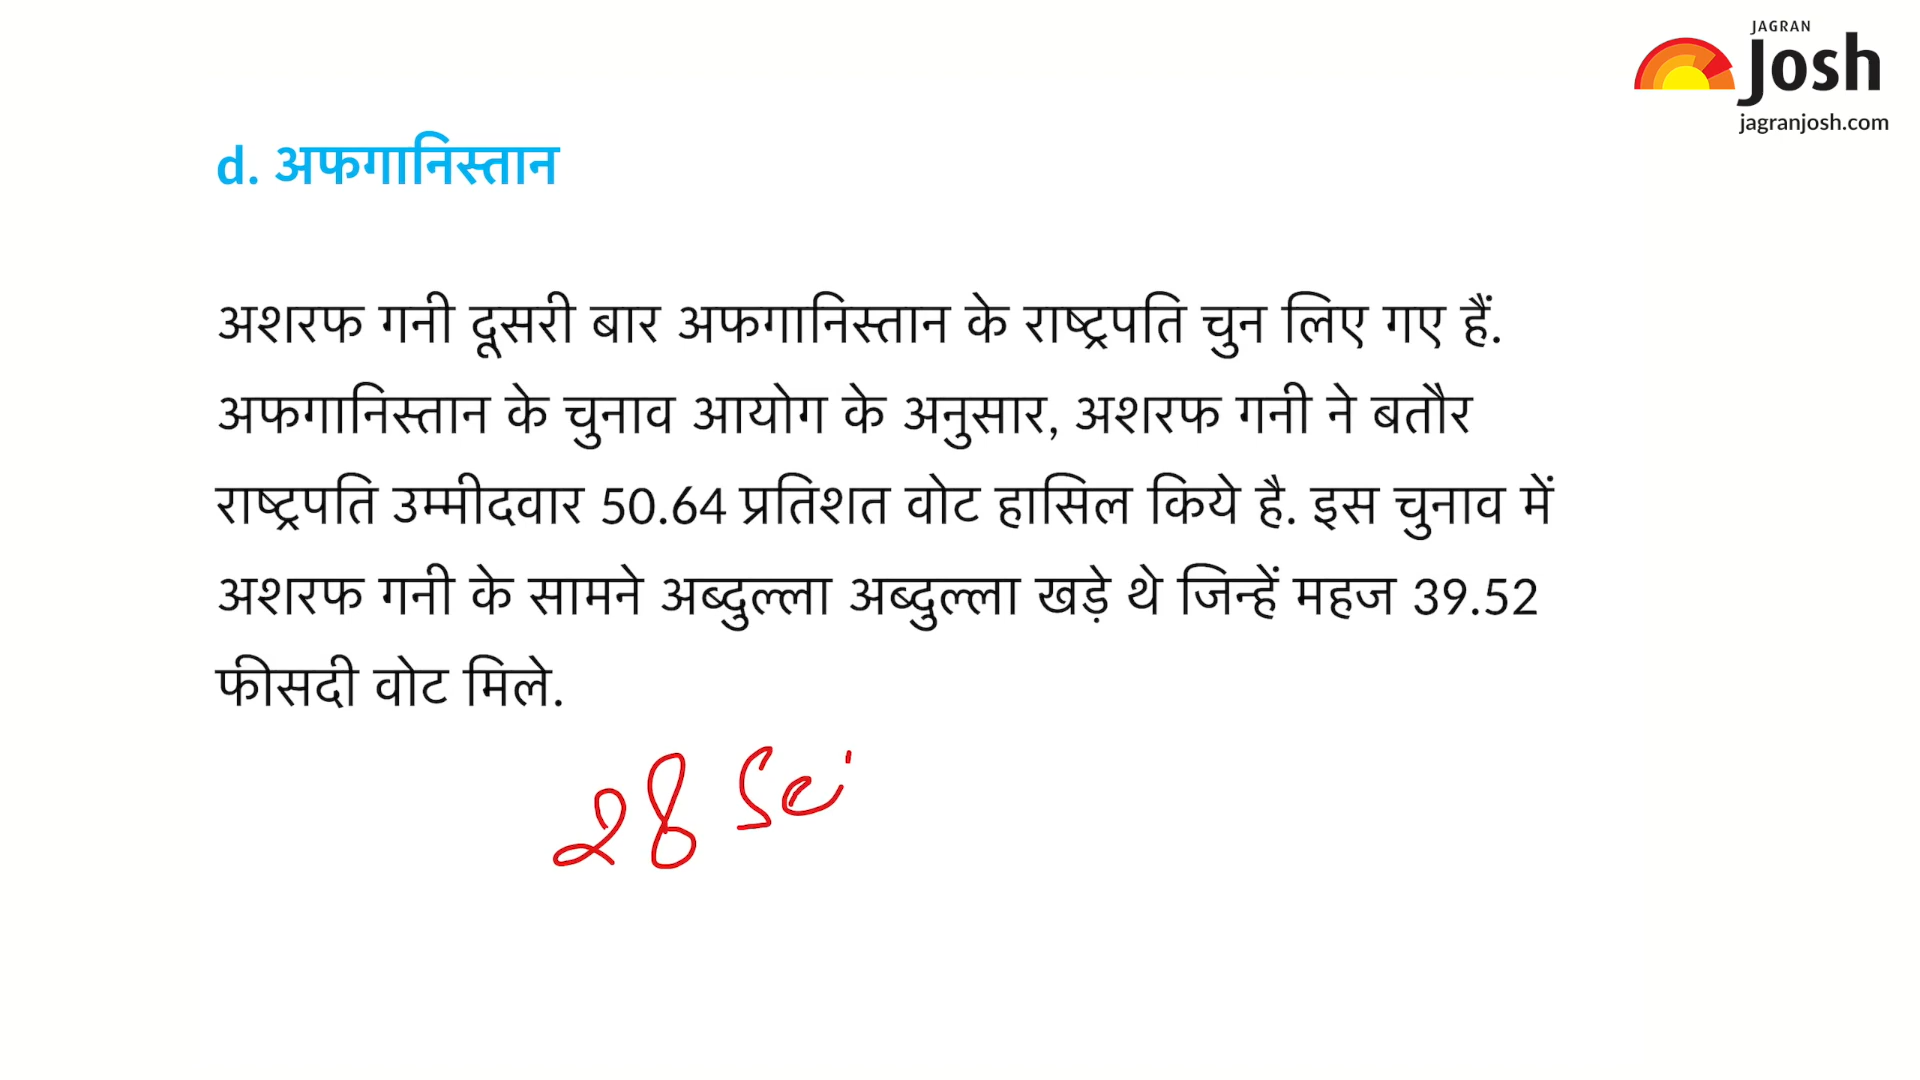 JAGRAN
Josh
jagranjosh.com
d. अफगानिस्तान
अशरफ गनी दूसरी बार अफगानिस्तान के राष्ट्रपति चुन लिए गए हैं.
अफगानिस्तान के चुनाव आयोग के अनुसार, अशरफ गनी ने बतौर
राष्ट्रपति उम्मीदवार 50.64 प्रतिशत वोट हासिल किये है. इस चुनाव में
अशरफ गनी के सामने अब्दुल्ला अब्दुल्ला खड़े थे जिन्हें महज 39.52
फीसदी वोट मिले.
28